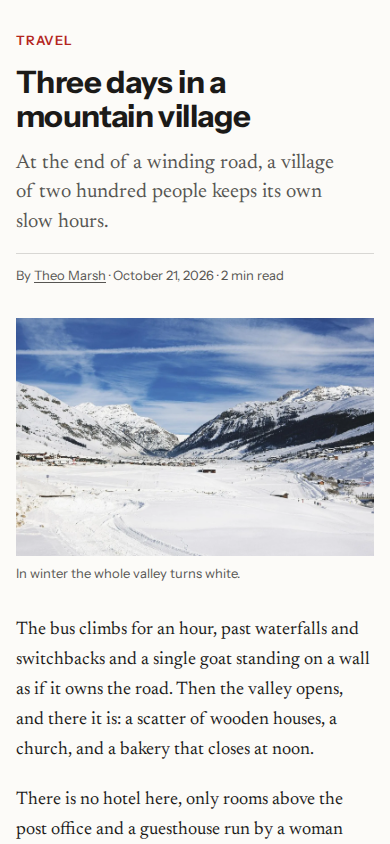 TRAVEL
Three days in a
mountain village
At the end of a winding road, a village
of two hundred people keeps its own
slow hours.
By Theo Marsh · October 21, 2026 · 2 min read
In winter the whole valley turns white.
The bus climbs for an hour, past waterfalls and
switchbacks and a single goat standing on a wall
as if it owns the road. Then the valley opens,
and there it is: a scatter of wooden houses, a
church, and a bakery that closes at noon.
There is no hotel here, only rooms above the
post office and a guesthouse run by a woman